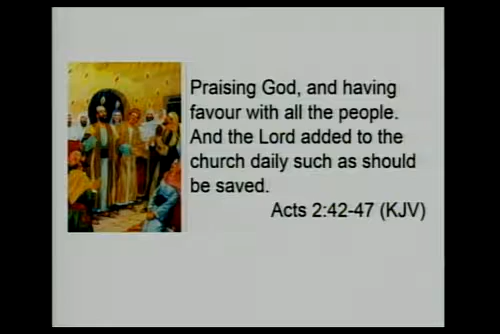 Praising God, and having
favour with all the people.
And the Lord added to the
church daily such as should
be saved.
Acts 2:42-47 (KJV)